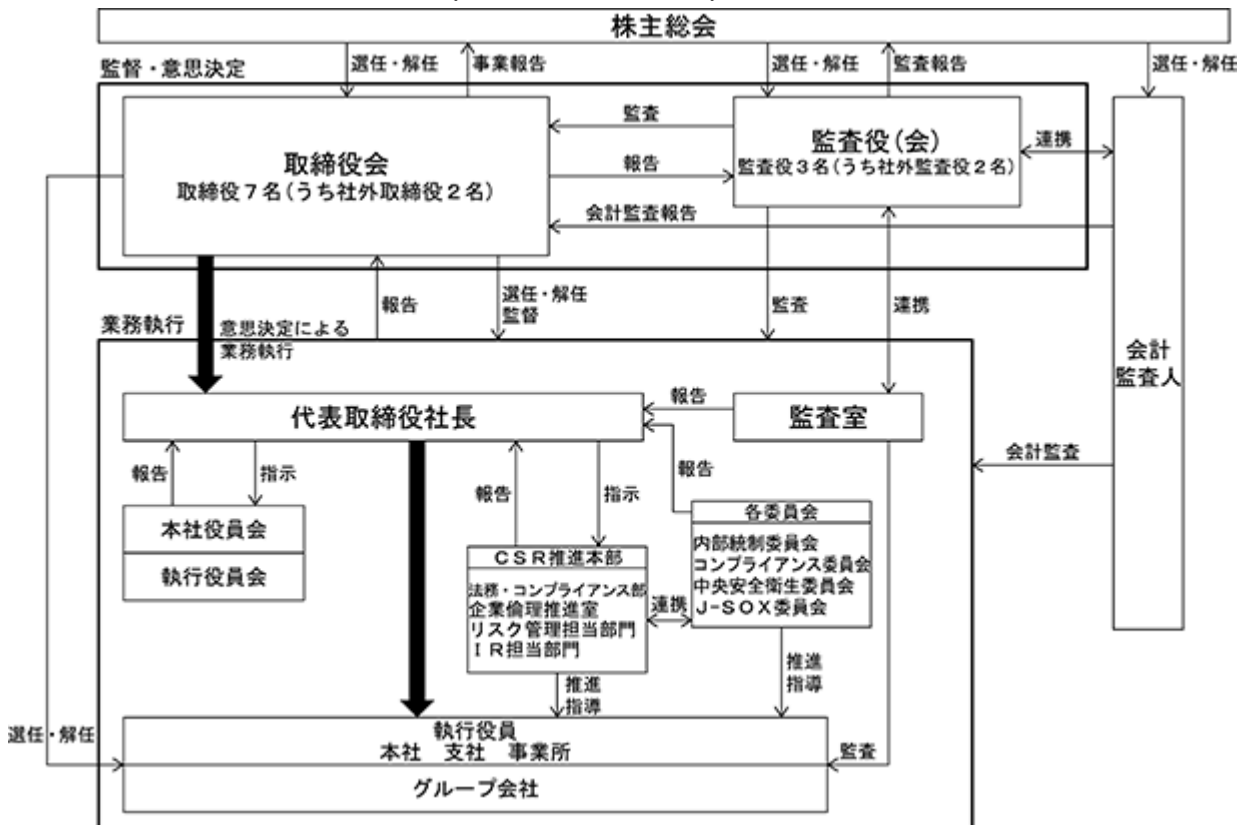 株主総会
選任・解任
事業報告
選任・解任
監査報告
選任・解任
監督・意思決定
取締役会
取締役7名(うち社外取締役2名)
監査
報告
監査役(会)
監査役3名(うち社外監査役2名)
連携
会計監査報告
業務執行
意思決定による
業務執行
報告
選任・解任
監督
監査
連携
会計
監査人
代表取締役社長
報告
監査室
報告
指示
報告
指示
報告
会計監査
本社役員会
執行役員会
CSR推進本部
法務・コンプライアンス部
企業倫理推進室
リスク管理担当部門
IR担当部門
連携
各委員会
内部統制委員会
コンプライアンス委員会
中央安全衛生委員会
J-SOX委員会
推進
指導
推進
指導
選任・解任
執行役員
本社 支社 事業所
監査
グループ会社